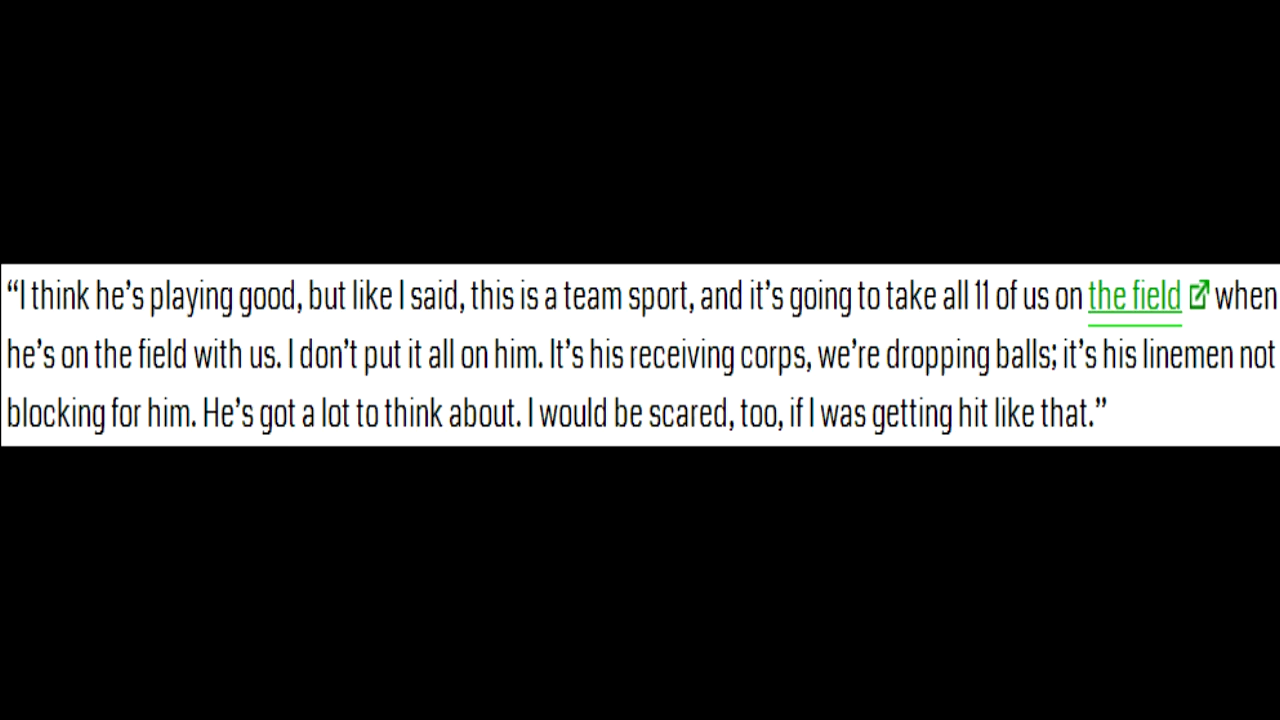 “I think he’s playing good, but like I said, this is a team sport, and it’s going to take all 11 of us on the field when
he’s on the field with us. I don’t put it all on him. It’s his receiving corps, we’re dropping balls; it’s his linemen not
blocking for him. He’s got a lot to think about. I would be scared, too, if I was getting hit like that.”